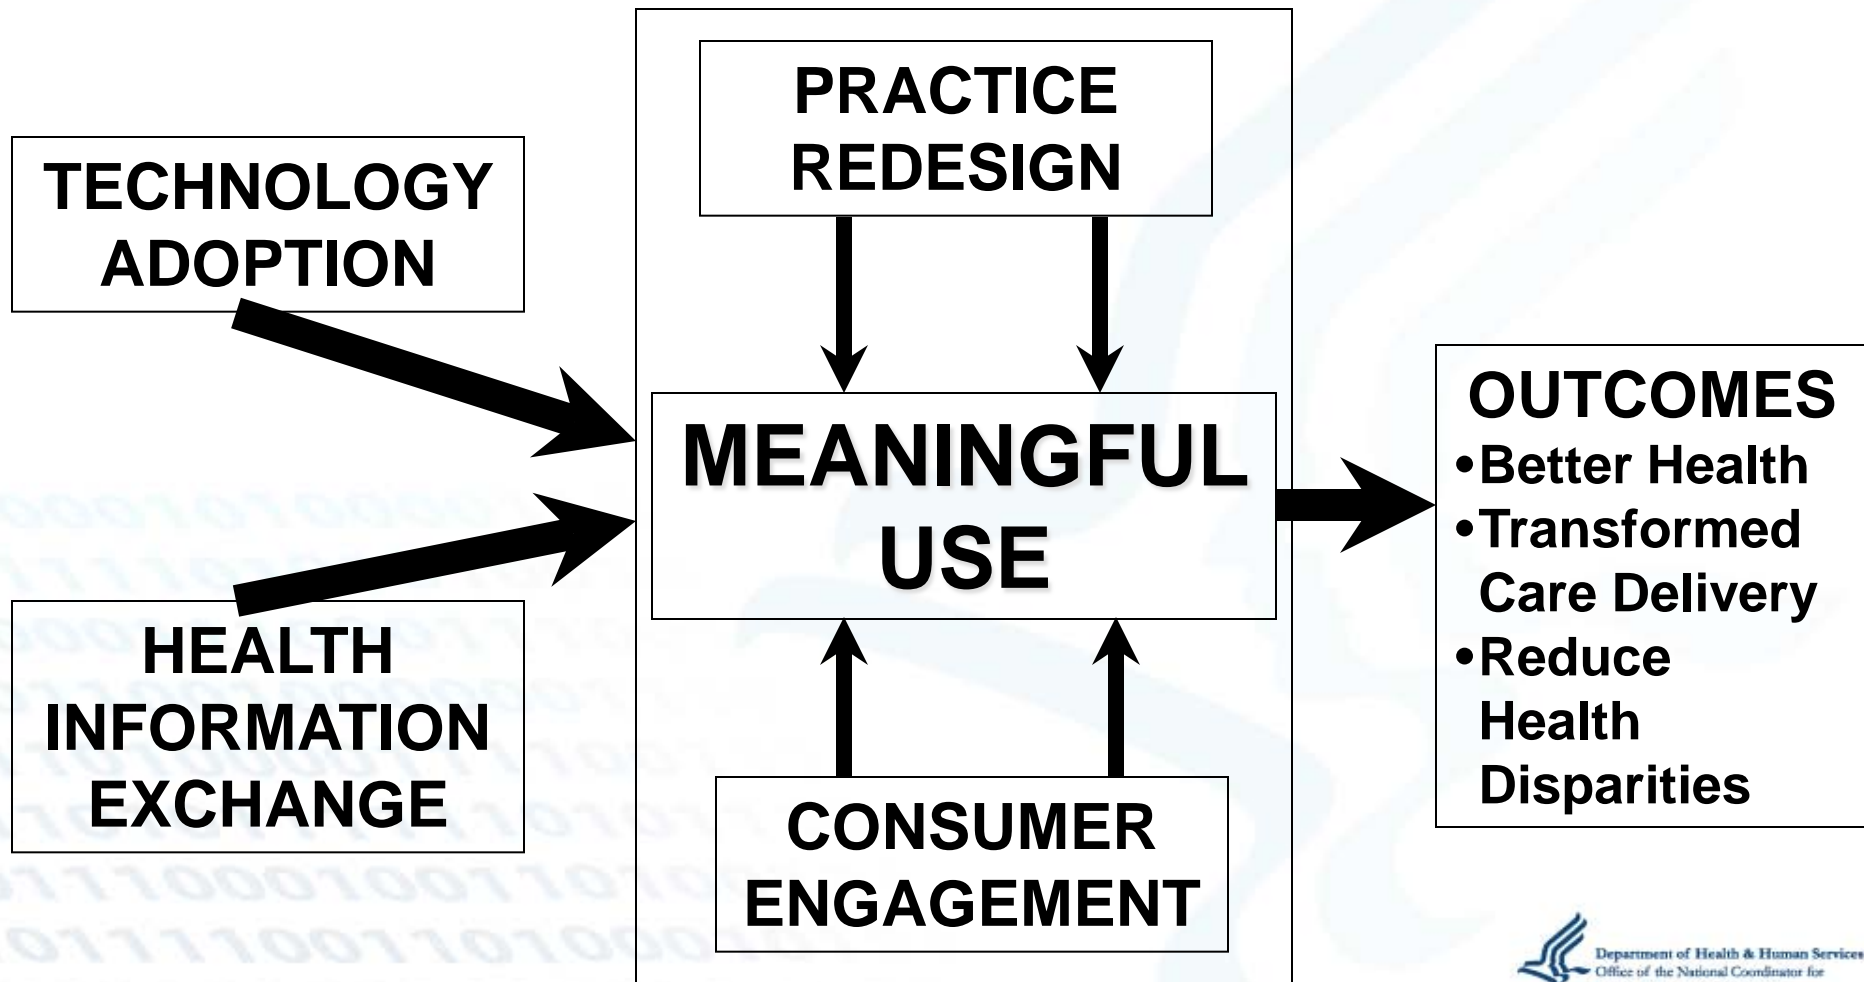 PRACTICE
REDESIGN
TECHNOLOGY
ADOPTION
MEANINGFUL
USE
HEALTH
INFORMATION
EXCHANGE
CONSUMER
ENGAGEMENT
OUTCOMES
•Better Health
•Transformed
Care Delivery
•Reduce
Health
Disparities
Department of Health & Human Services
Office of the National Coordinator for